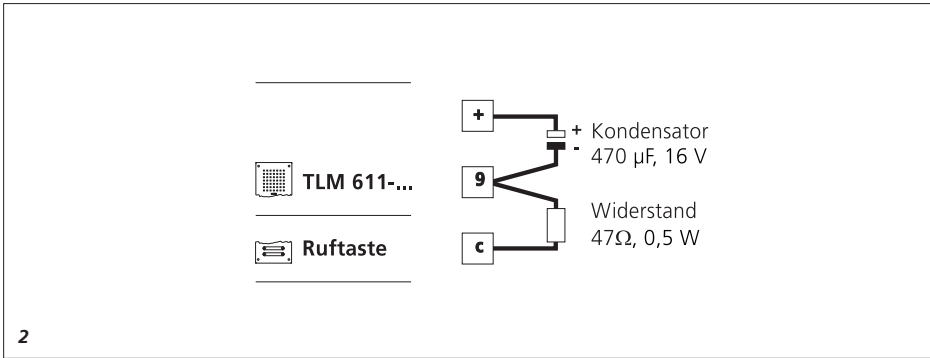 +
+ Kondensator
- 470 µF, 16 V
TLM 611-...
9
Widerstand
47Ω, 0,5 W
Ruftaste
c
2